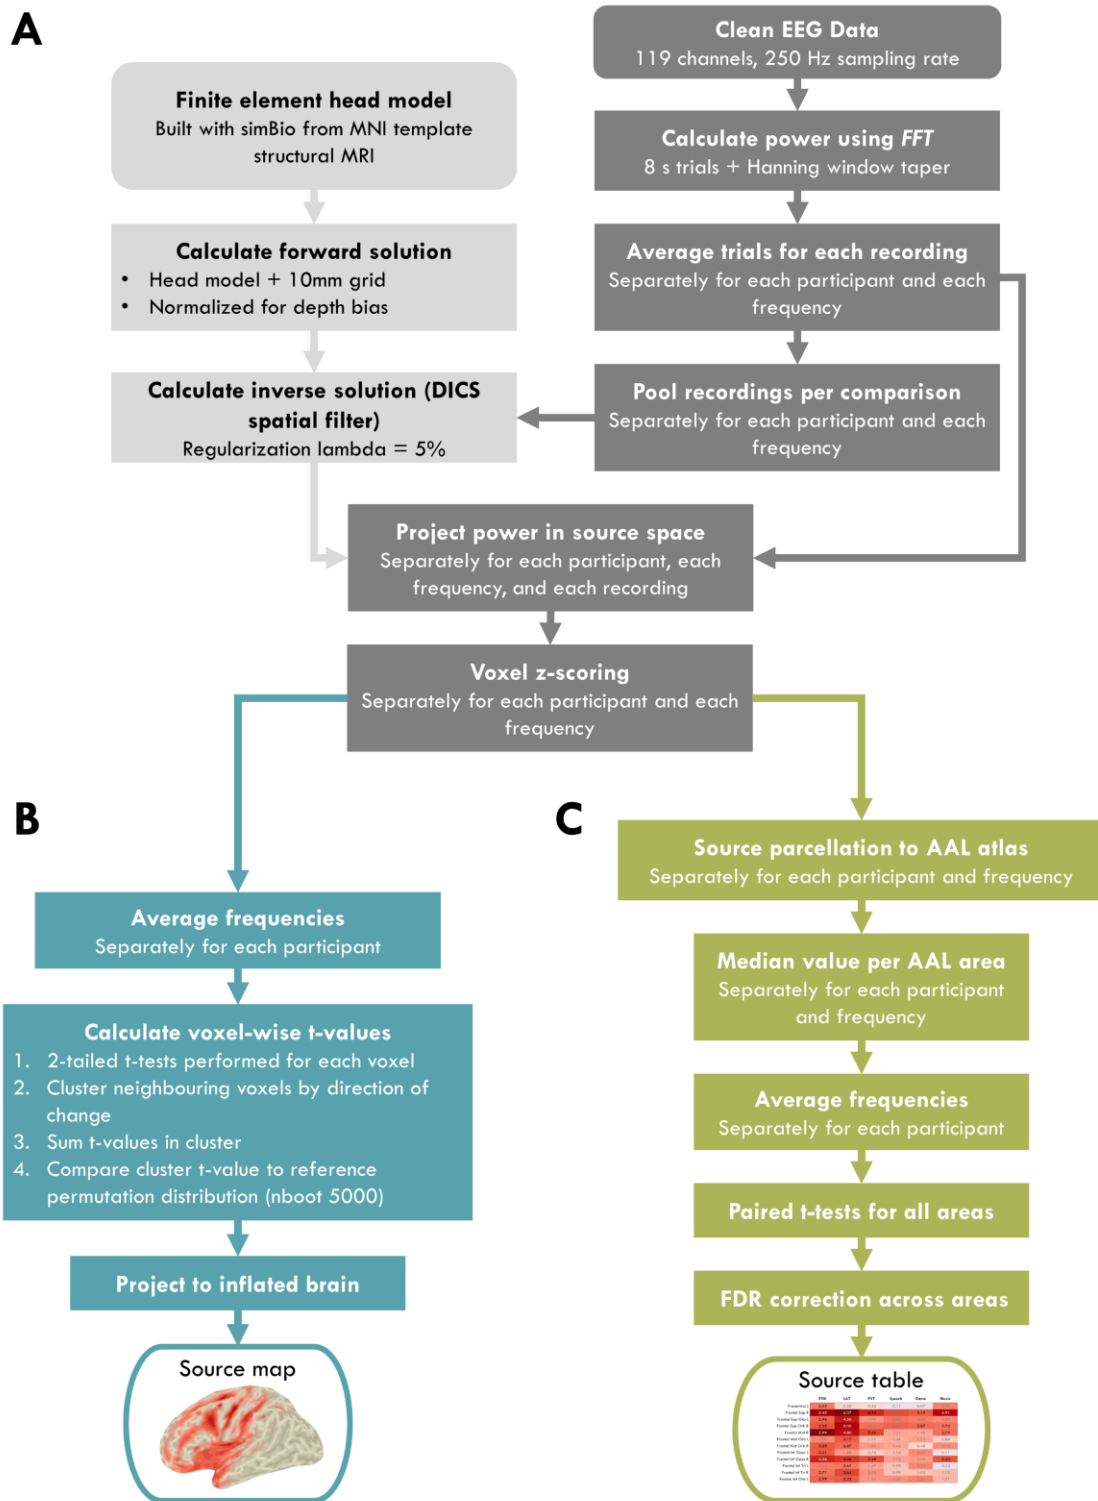 A
Clean EEG Data
119 channels, 250 Hz sampling rate
Finite element head model
Built with simBio from MNI template
structural MRI
Calculate power using FFT
8 s trials + Hanning window taper
Calculate forward solution
• Head model + 10mm grid
• Normalized for depth bias
Average trials for each recording
Separately for each participant and each
frequency
Calculate inverse solution (DICS
spatial filter)
Regularization lambda = 5%
Pool recordings per comparison
Separately for each participant and each
frequency
Project power in source space
Separately for each participant, each
frequency, and each recording
Voxel z-scoring
Separately for each participant and each
frequency
B
Average frequencies
Separately for each participant
Calculate voxel-wise t-values
1. 2-tailed t-tests performed for each voxel
2. Cluster neighbouring voxels by direction of
change
3. Sum t-values in cluster
4. Compare cluster t-value to reference
permutation distribution (nboot 5000)
Project to inflated brain
Source map
C
Source parcellation to AAL atlas
Separately for each participant and frequency
Median value per AAL area
Separately for each participant
and frequency
Average frequencies
Separately for each participant
Paired t-tests for all areas
FDR correction across areas
Source table